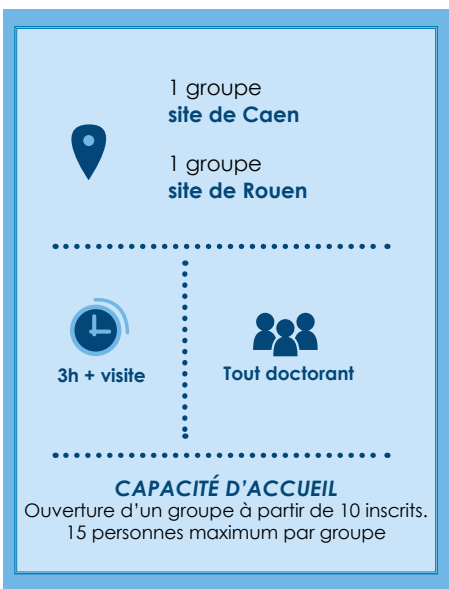 1 groupe
site de Caen
1 groupe
site de Rouen
3h + visite
Tout doctorant
CAPACITÉ D’ACCUEIL
Ouverture d’un groupe à partir de 10 inscrits.
15 personnes maximum par groupe